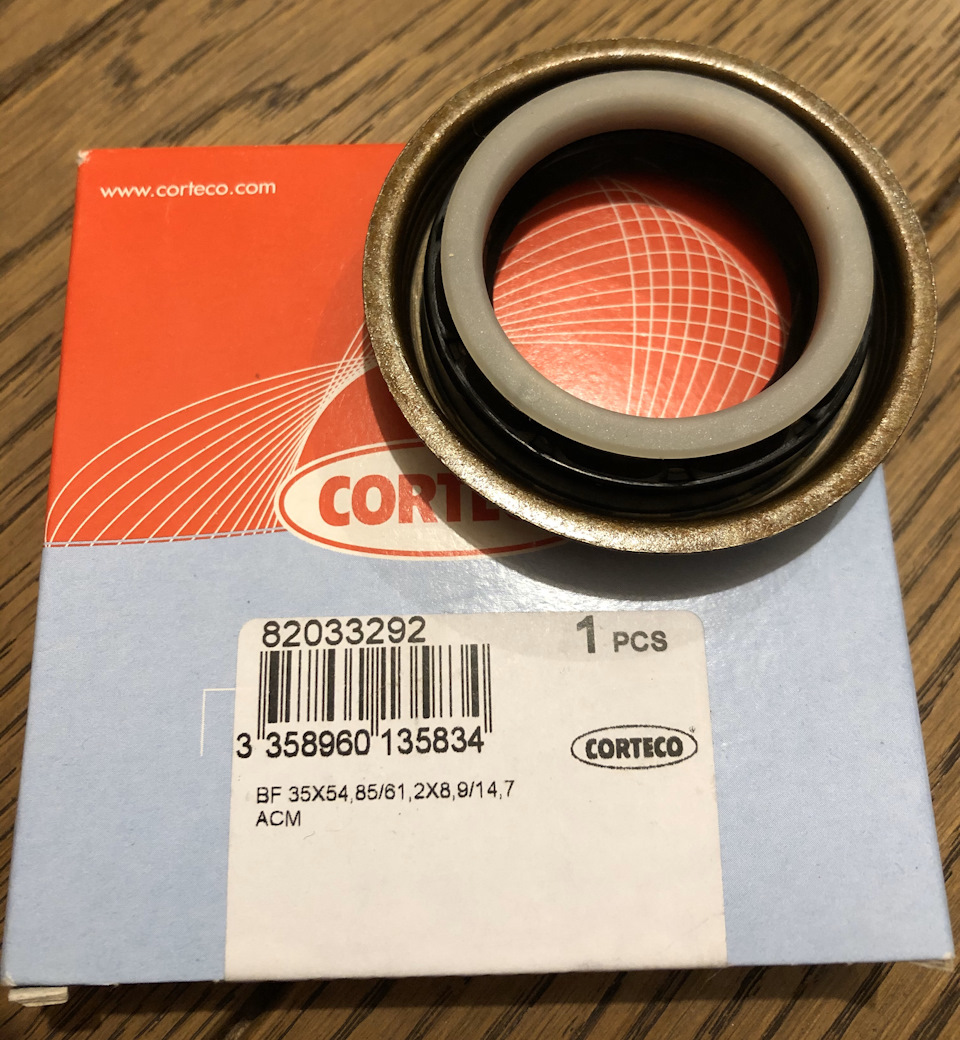 www.corteco.com
CORTE
82033292
1 PCS
3 358960 135834
CORTECO
®
BF 35X54,85/61,2X8,9/14,7
ACM